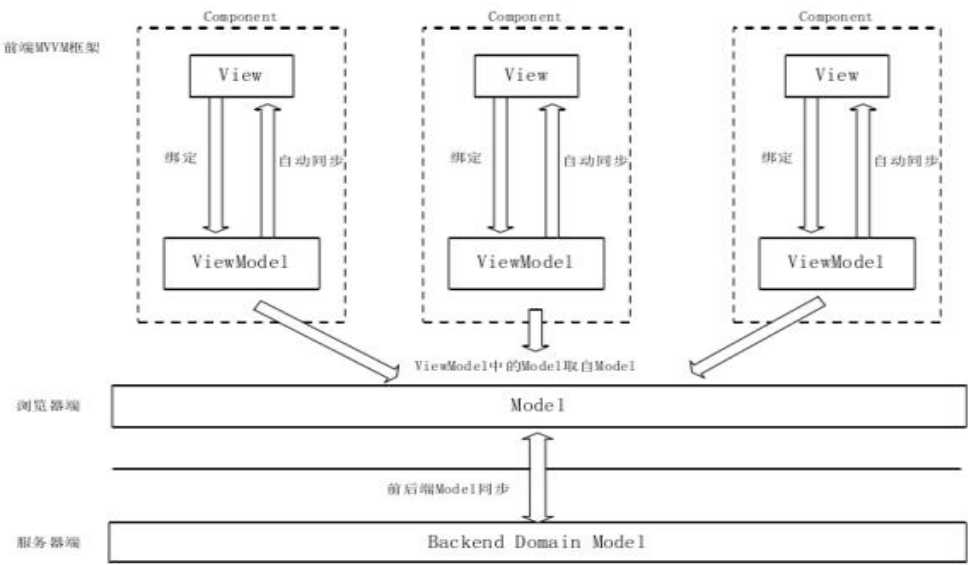 Component Component Component
前端MVVM框架
View View View
绑定 自动同步 绑定 自动同步 绑定 自动同步
ViewModel ViewModel ViewModel
ViewModel中的Model取自Model
浏览器端 Model
前后端Model同步
服务器端 Backend Domain Model